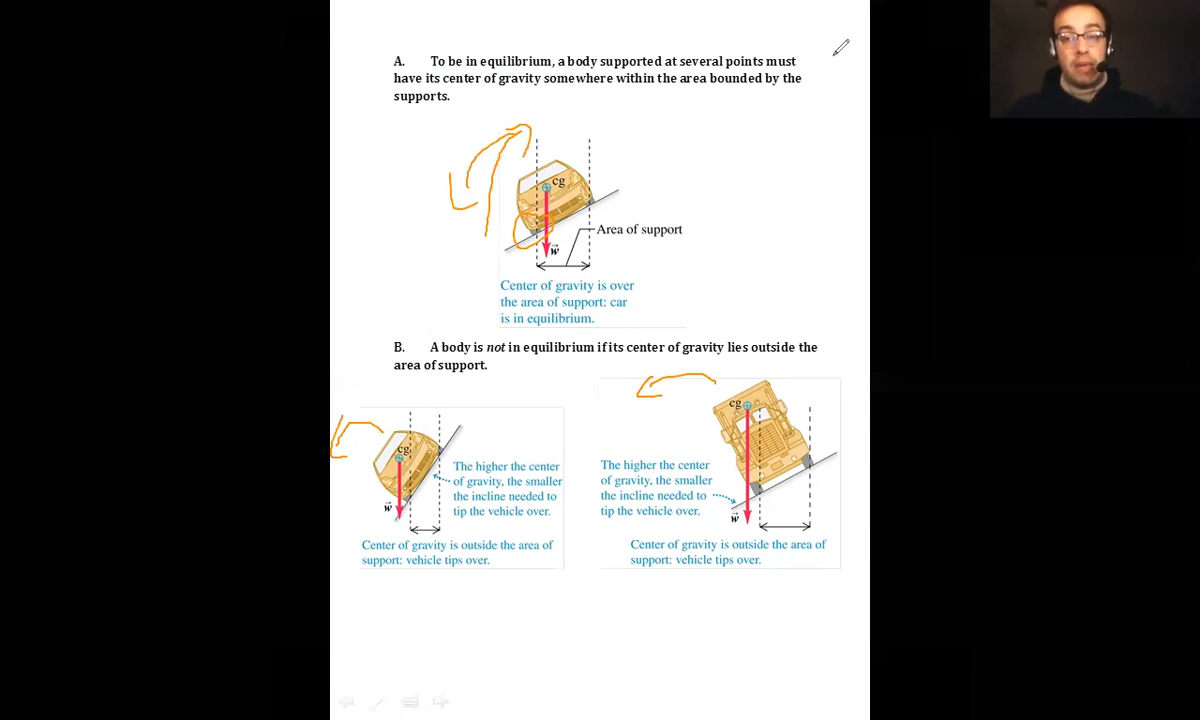 A. To be in equilibrium, a body supported at several points must
have its center of gravity somewhere within the area bounded by the
supports.
cg
Area of support
w
Center of gravity is over
the area of support: car
is in equilibrium.
B. A body is not in equilibrium if its center of gravity lies outside the
area of support.
cg
The higher the center
of gravity, the smaller
the incline needed to
tip the vehicle over.
w
Center of gravity is outside the area of
support: vehicle tips over.
cg
The higher the center
of gravity, the smaller
the incline needed to
tip the vehicle over.
w
Center of gravity is outside the area of
support: vehicle tips over.